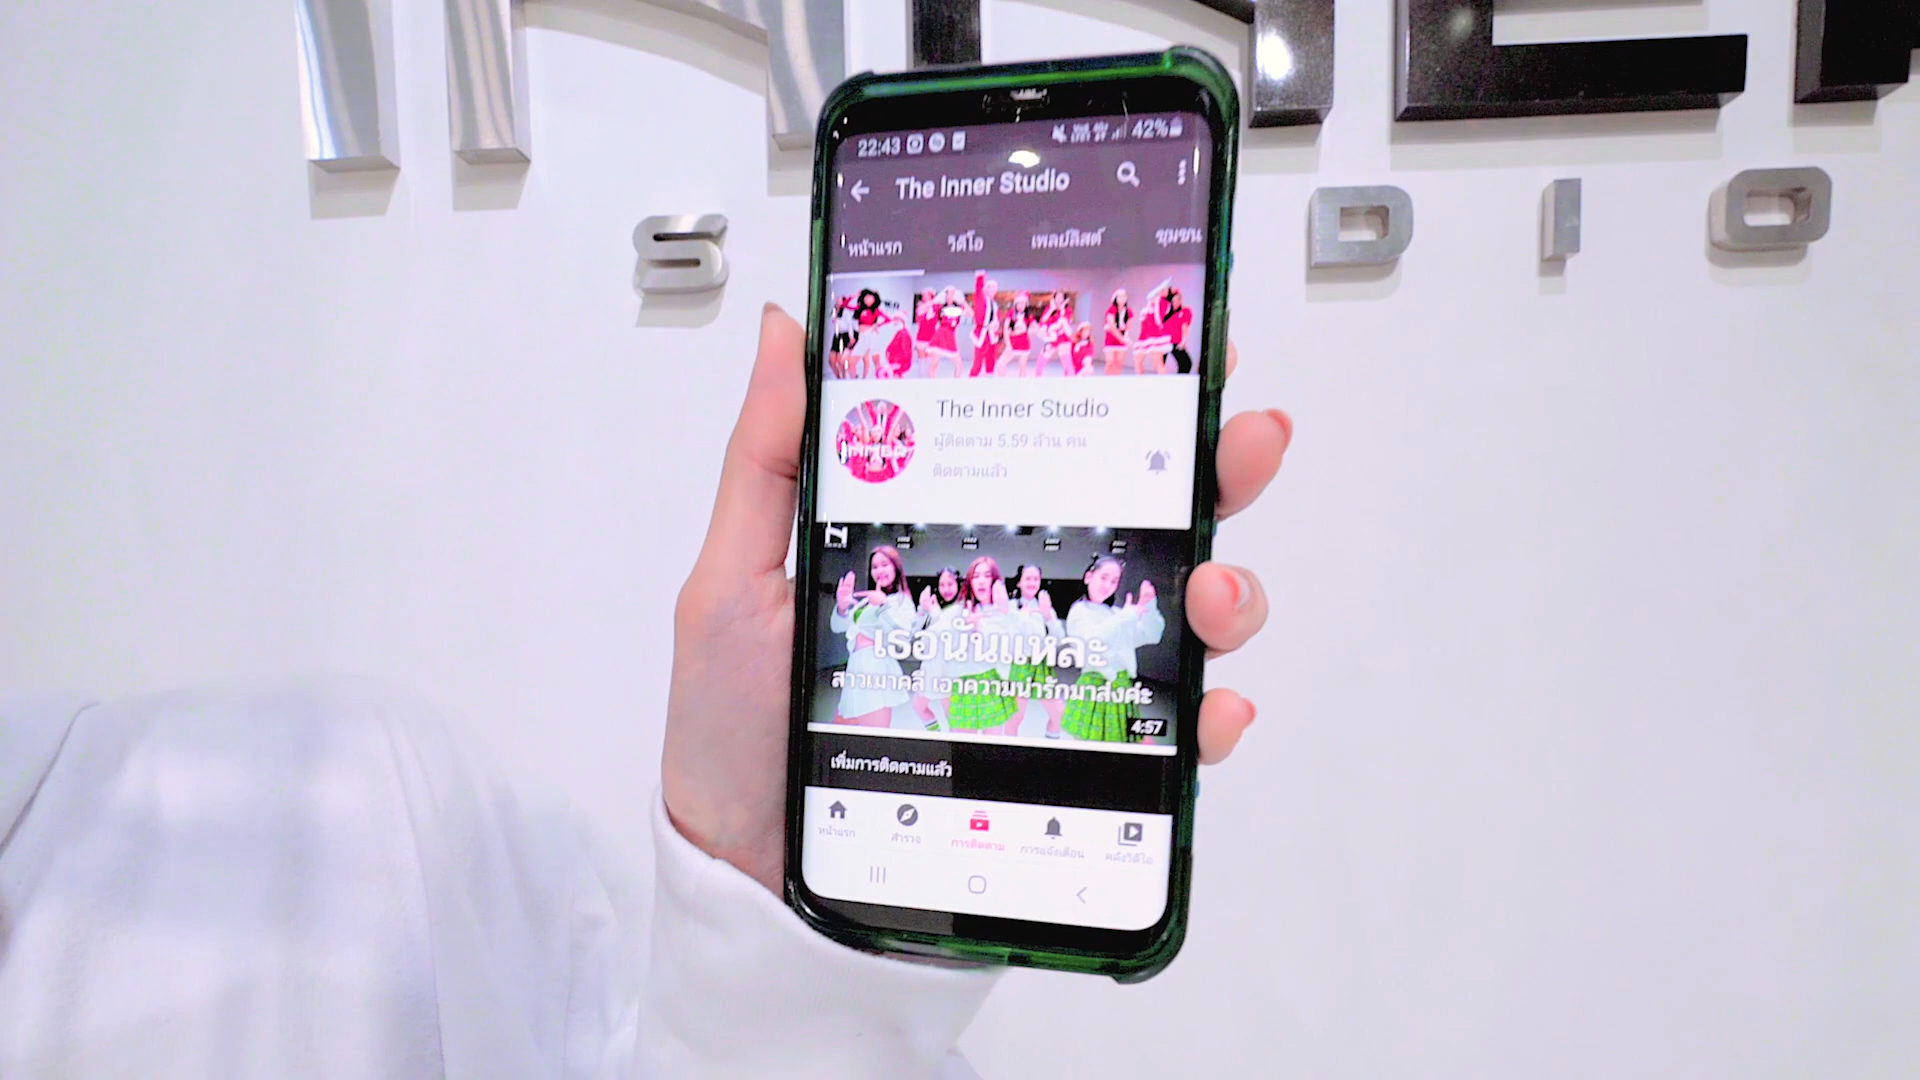 S
D I O
22:43
42%
The Inner Studio
หน้าแรก วิดีโอ เพลย์ลิสต์ ชุมชน
The Inner Studio
ผู้ติดตาม 5.59 ล้าน คน
ติดตามแล้ว
เธอนั่นแหละ
สาวเมาคลี เอาความน่ารักมาส่งค่ะ
4:57
เพิ่มการติดตามแล้ว
หน้าแรก สำรวจ การติดตาม การแจ้งเตือน คลังวิดีโอ